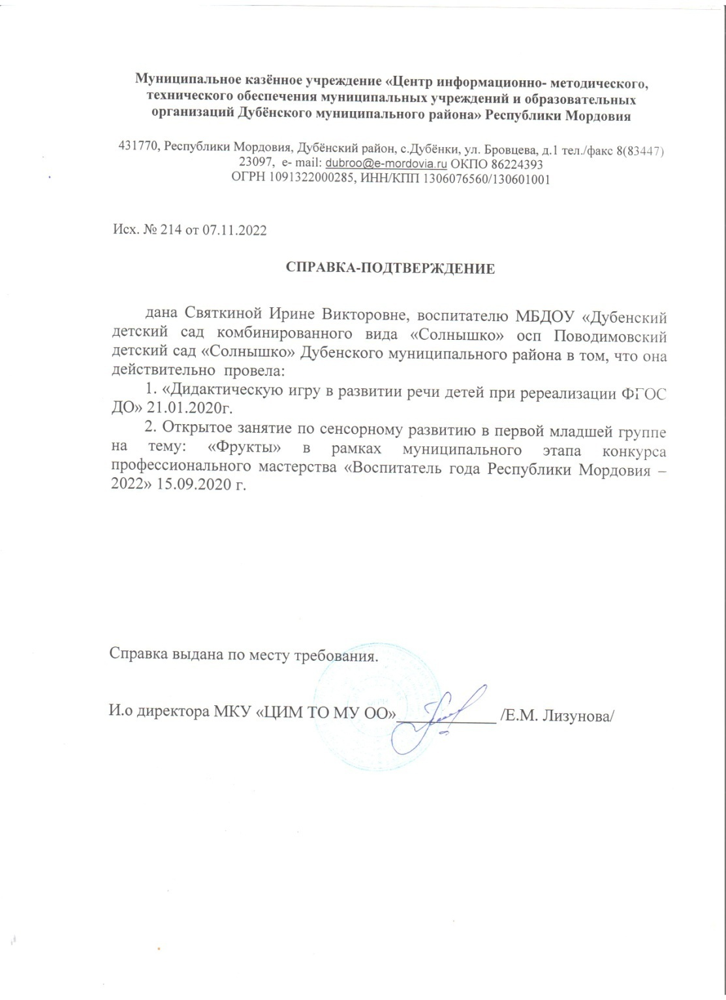 Муниципальное казённое учреждение «Центр информационно- методического,
технического обеспечения муниципальных учреждений и образовательных
организаций Дубёнского муниципального района» Республики Мордовия
431770, Республики Мордовия, Дубёнский район, с.Дубёнки, ул. Бровцева, д.1 тел./факс 8(83447)
23097, e- mail: dubroo@e-mordovia.ru ОКПО 86224393
ОГРН 1091322000285, ИНН/КПП 1306076560/130601001
Исх. № 214 от 07.11.2022
СПРАВКА-ПОДТВЕРЖДЕНИЕ
дана Святкиной Ирине Викторовне, воспитателю МБДОУ «Дубенский
детский сад комбинированного вида «Солнышко» осп Поводимовский
детский сад «Солнышко» Дубенского муниципального района в том, что она
действительно провела:
1. «Дидактическую игру в развитии речи детей при ререализации ФГОС
ДО» 21.01.2020г.
2. Открытое занятие по сенсорному развитию в первой младшей группе
на тему: «Фрукты» в рамках муниципального этапа конкурса
профессионального мастерства «Воспитатель года Республики Мордовия –
2022» 15.09.2020 г.
Справка выдана по месту требования.
И.о директора МКУ «ЦИМ ТО МУ ОО»____________ /Е.М. Лизунова/